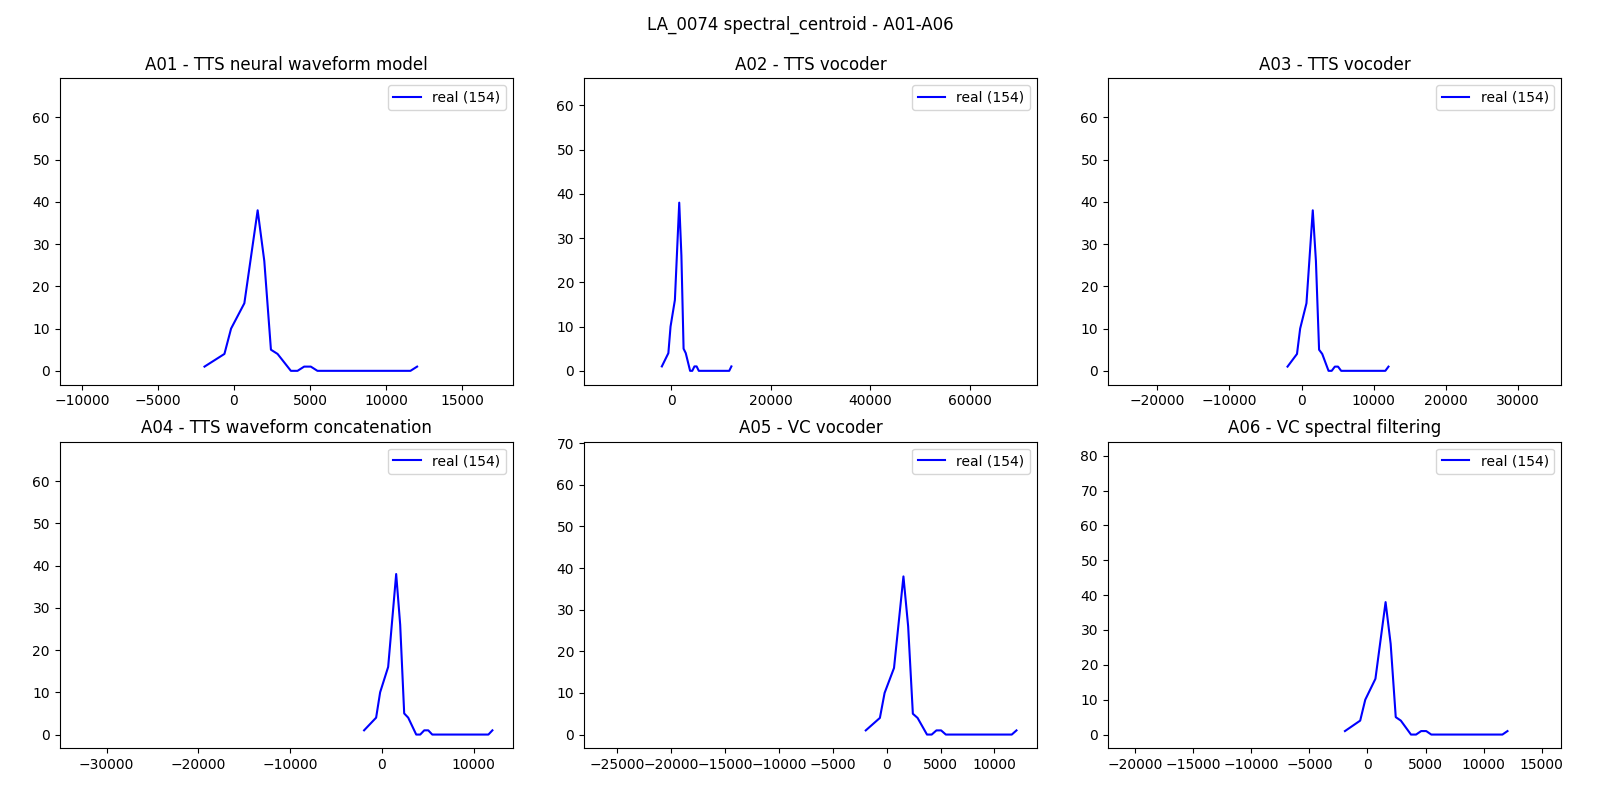 LA_0074 spectral_centroid - A01-A06
A01 - TTS neural waveform model
real (154)
60
50
40
30
20
10
0
−10000 −5000 0 5000 10000 15000
A02 - TTS vocoder
real (154)
60
50
40
30
20
10
0
0 20000 40000 60000
A03 - TTS vocoder
real (154)
60
50
40
30
20
10
0
−20000 −10000 0 10000 20000 30000
A04 - TTS waveform concatenation
real (154)
60
50
40
30
20
10
0
−30000 −20000 −10000 0 10000
A05 - VC vocoder
real (154)
70
60
50
40
30
20
10
0
−25000 −20000 −15000 −10000 −5000 0 5000 10000
A06 - VC spectral filtering
real (154)
80
70
60
50
40
30
20
10
0
−20000 −15000 −10000 −5000 0 5000 10000 15000